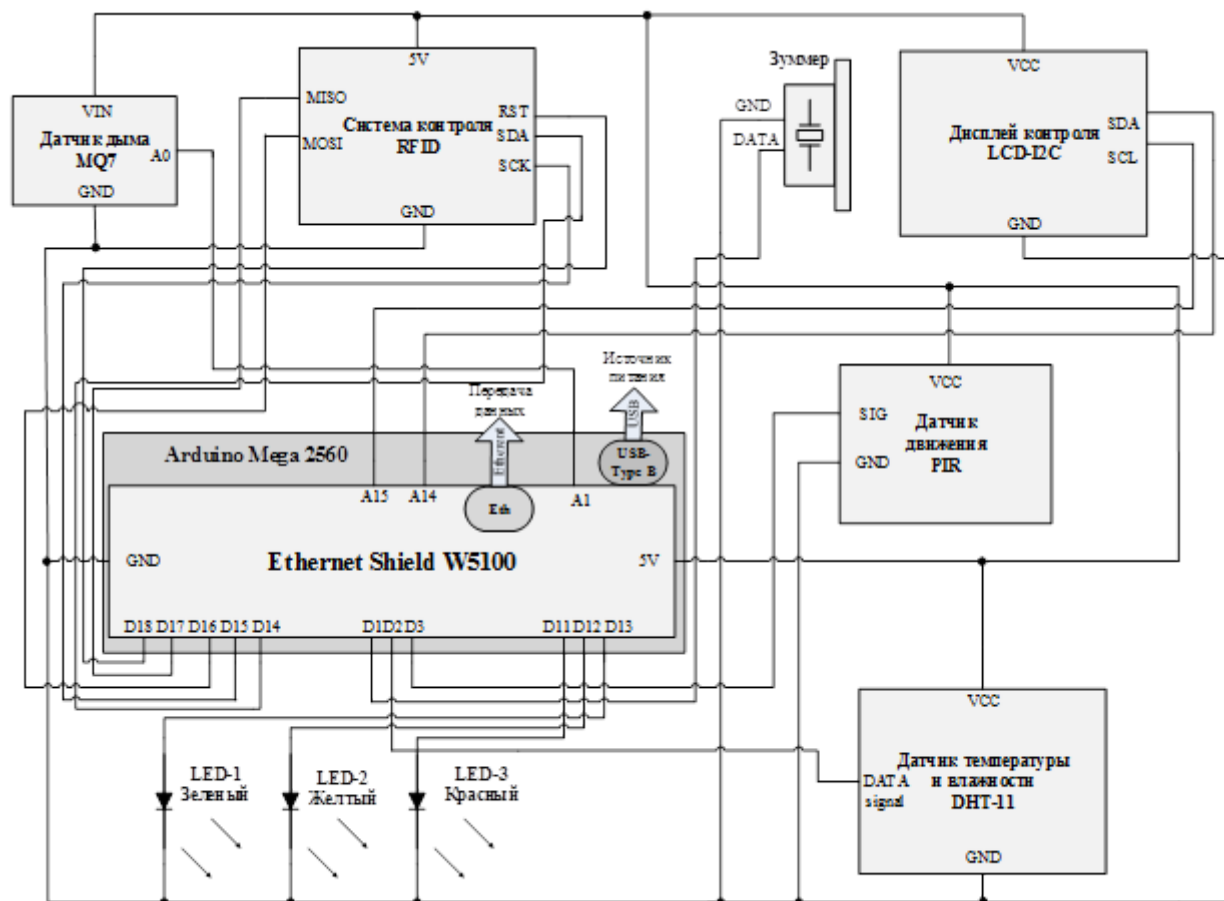 VIN
Датчик дыма
MQ7
A0
GND
5V
MISO
MOSI
Система контроля
RFID
RST
SDA
SCK
GND
Зуммер
GND
DATA
VCC
Дисплей контроля
LCD-I2C
SDA
SCL
GND
Источник
питания
USB
Передача
данных
Ethernet
VCC
SIG
GND
Датчик
движения
PIR
Arduino Mega 2560
USB-
Type B
A15
A14
Eth
A1
GND
Ethernet Shield W5100
5V
D18 D17 D16 D15 D14
D1 D2 D3
D11 D12 D13
LED-1
Зеленый
LED-2
Желтый
LED-3
Красный
VCC
Датчик температуры
и влажности
DHT-11
DATA
signal
GND